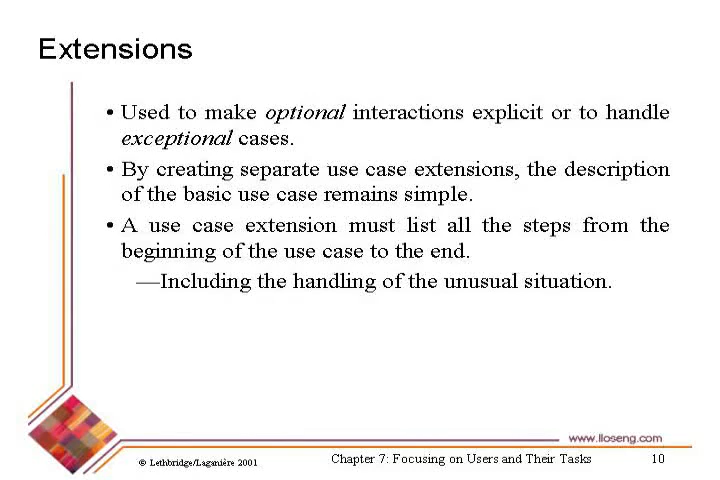 Extensions
• Used to make optional interactions explicit or to handle
exceptional cases.
• By creating separate use case extensions, the description
of the basic use case remains simple.
• A use case extension must list all the steps from the
beginning of the use case to the end.
—Including the handling of the unusual situation.
www.lloseng.com
© Lethbridge/Laganière 2001
Chapter 7: Focusing on Users and Their Tasks
10